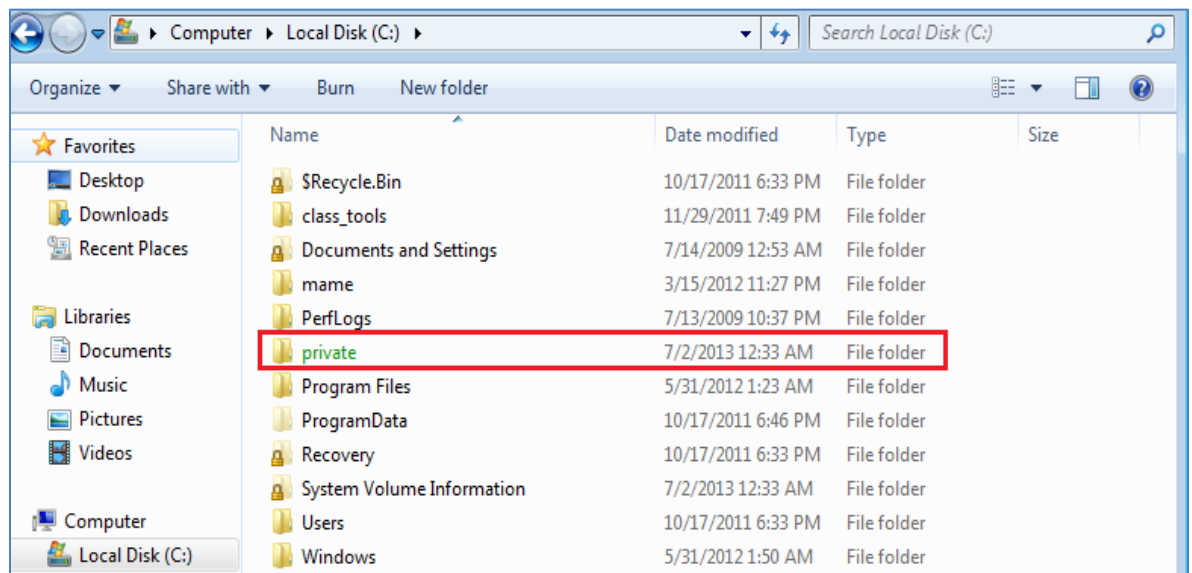 Computer Local Disk (C:) Search Local Disk (C:)
Organize Share with Burn New folder
Favorites
Desktop
Downloads
Recent Places
Libraries
Documents
Music
Pictures
Videos
Computer
Local Disk (C:)
Name Date modified Type Size
$Recycle.Bin 10/17/2011 6:33 PM File folder
class_tools 11/29/2011 7:49 PM File folder
Documents and Settings 7/14/2009 12:53 AM File folder
mame 3/15/2012 11:27 PM File folder
PerfLogs 7/13/2009 10:37 PM File folder
private 7/2/2013 12:33 AM File folder
Program Files 5/31/2012 1:23 AM File folder
ProgramData 10/17/2011 6:46 PM File folder
Recovery 10/17/2011 6:33 PM File folder
System Volume Information 7/2/2013 12:33 AM File folder
Users 10/17/2011 6:33 PM File folder
Windows 5/31/2012 1:50 AM File folder